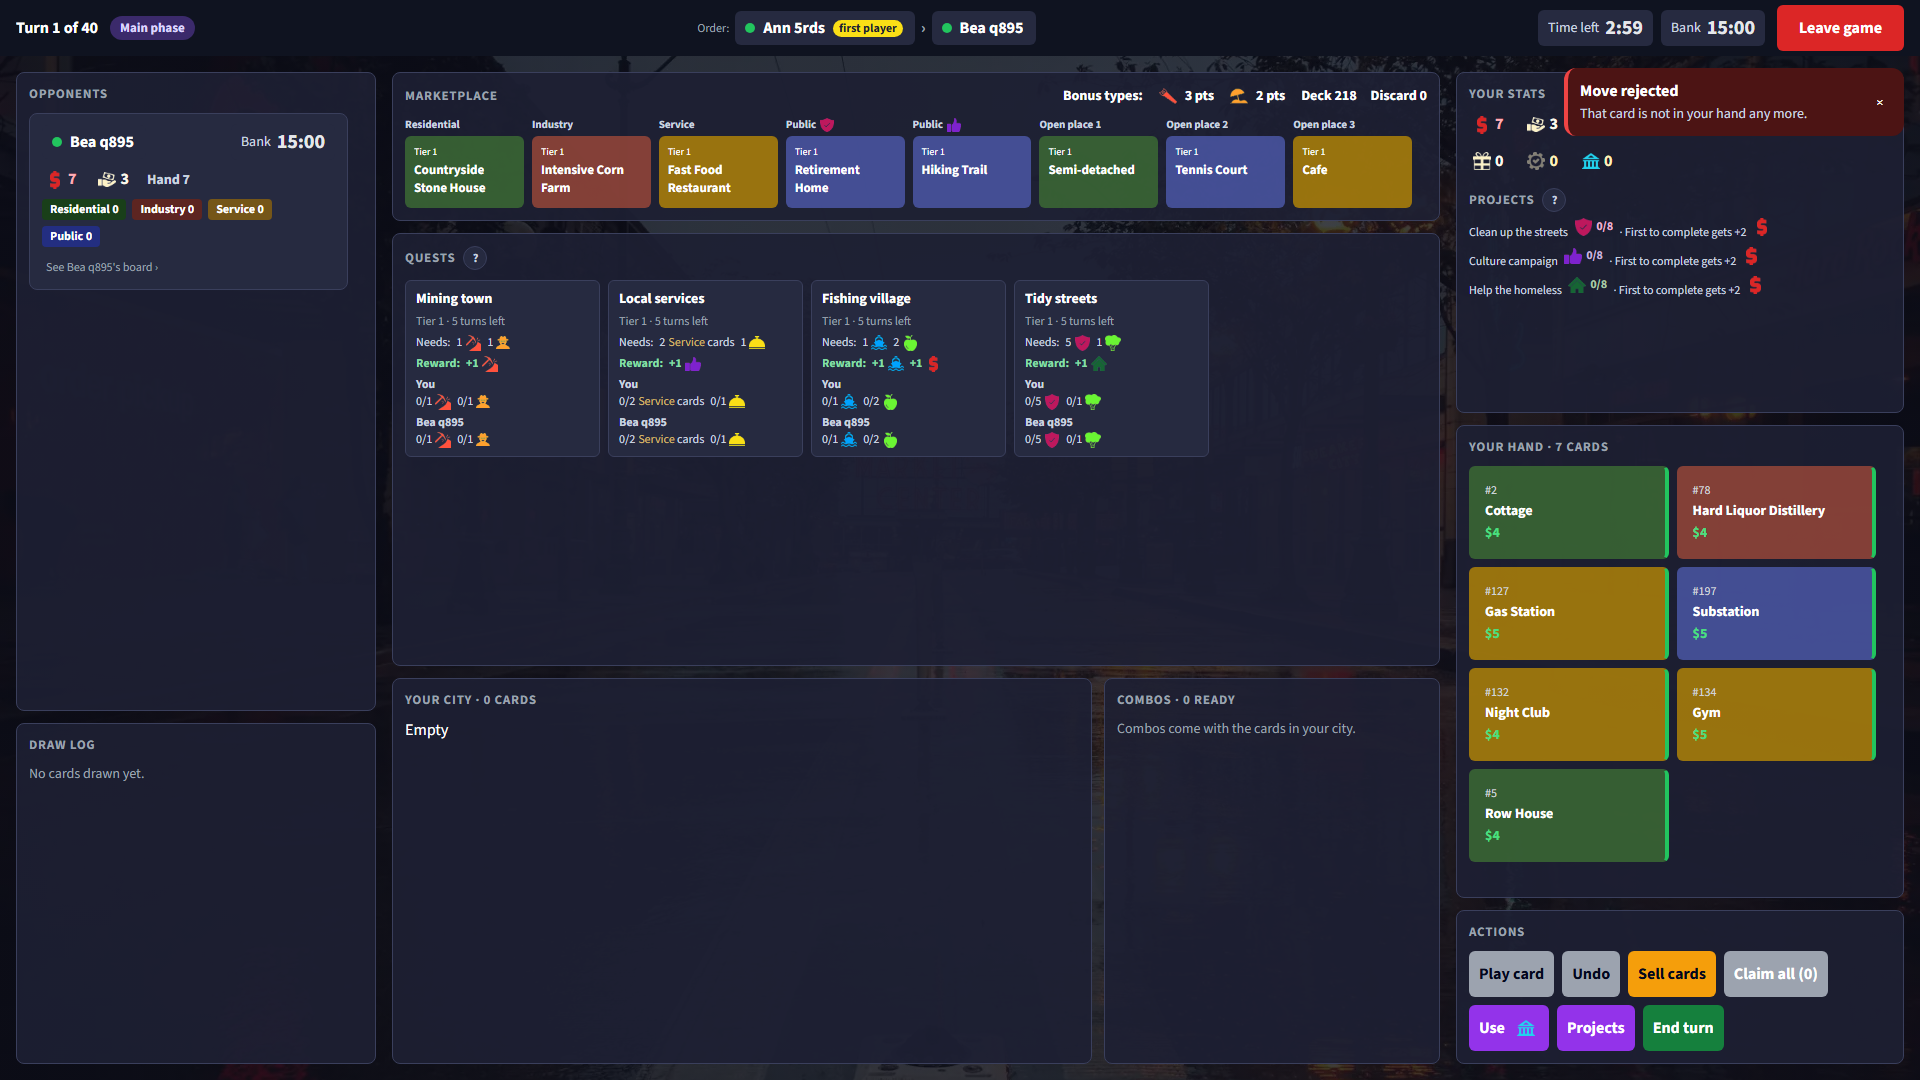 Turn 1 of 40
Main phase
Order:
Ann 5rds
first player
›
Bea q895
Time left 2:59
Bank 15:00
Leave game
OPPONENTS
Bea q895
Bank 15:00
7
3
Hand 7
Residential 0
Industry 0
Service 0
Public 0
See Bea q895's board ›
DRAW LOG
No cards drawn yet.
MARKETPLACE
Bonus types:
3 pts
2 pts
Deck 218
Discard 0
Residential
Tier 1
Countryside
Stone House
Industry
Tier 1
Intensive Corn
Farm
Service
Tier 1
Fast Food
Restaurant
Public
Tier 1
Retirement
Home
Public
Tier 1
Hiking Trail
Open place 1
Tier 1
Semi-detached
Open place 2
Tier 1
Tennis Court
Open place 3
Tier 1
Cafe
QUESTS
?
Mining town
Tier 1 · 5 turns left
Needs: 1 1
Reward: +1
You
0/1 0/1
Bea q895
0/1 0/1
Local services
Tier 1 · 5 turns left
Needs: 2 Service cards 1
Reward: +1
You
0/2 Service cards 0/1
Bea q895
0/2 Service cards 0/1
Fishing village
Tier 1 · 5 turns left
Needs: 1 2
Reward: +1 +1
You
0/1 0/2
Bea q895
0/1 0/2
Tidy streets
Tier 1 · 5 turns left
Needs: 5 1
Reward: +1
You
0/5 0/1
Bea q895
0/5 0/1
YOUR CITY · 0 CARDS
Empty
COMBOS · 0 READY
Combos come with the cards in your city.
YOUR STATS
7
3
Move rejected
That card is not in your hand any more.
×
0
0
0
PROJECTS
?
Clean up the streets 0/8 · First to complete gets +2
Culture campaign 0/8 · First to complete gets +2
Help the homeless 0/8 · First to complete gets +2
YOUR HAND · 7 CARDS
#2
Cottage
$4
#78
Hard Liquor Distillery
$4
#127
Gas Station
$5
#197
Substation
$5
#132
Night Club
$4
#134
Gym
$5
#5
Row House
$4
ACTIONS
Play card
Undo
Sell cards
Claim all (0)
Use
Projects
End turn